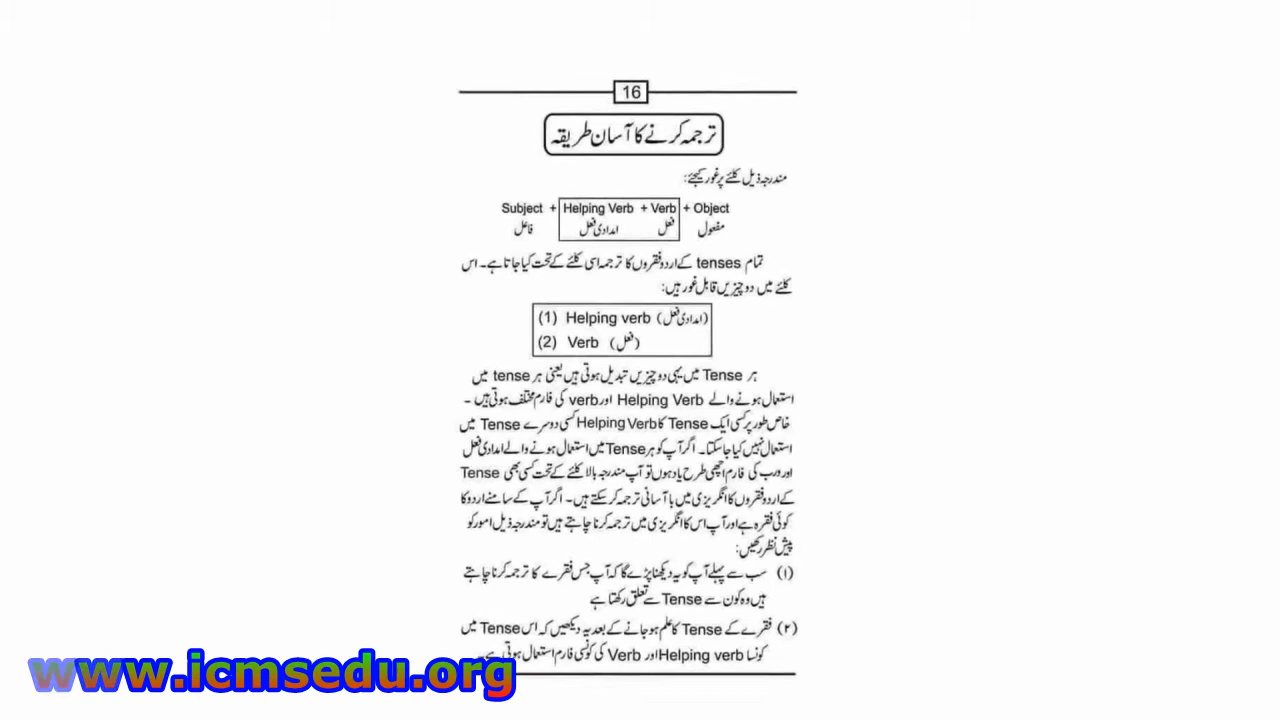 16
ترجمہ کرنے کا آسان طریقہ
مندرجہ ذیل کلئے پر غور کیجئے:
Subject + Helping Verb + Verb + Object
فاعل امدادی فعل فعل مفعول
تمام tenses کے اردو فقروں کا ترجمہ اسی کلئے کے تحت کیا جاتا ہے۔ اس
کلئے میں دو چیزیں قابل غور ہیں:
(1) Helping verb (امدادی فعل)
(2) Verb (فعل)
ہر Tense میں یہی دو چیزیں تبدیل ہوتی ہیں یعنی ہر tense میں
استعمال ہونے والے Helping Verb اور verb کی فارم مختلف ہوتی ہیں ۔
خاص طور پر کسی ایک Tense کا Helping Verb کسی دوسرے Tense میں
استعمال نہیں کیا جا سکتا۔ اگر آپ کو ہر Tense میں استعمال ہونے والے امدادی فعل
اور ورب کی فارم اچھی طرح یاد ہوں تو آپ مندرجہ بالا کلئے کے تحت کسی بھی Tense
کے اردو فقروں کا انگریزی میں با آسانی ترجمہ کر سکتے ہیں۔ اگر آپ کے سامنے اردو کا
کوئی فقرہ ہے اور آپ اس کا انگریزی میں ترجمہ کرنا چاہتے ہیں تو مندرجہ ذیل امور کو
پیش نظر رکھیں:
(۱) سب سے پہلے آپ کو یہ دیکھنا پڑے گا کہ آپ جس فقرے کا ترجمہ کرنا چاہتے
ہیں وہ کون سے Tense سے تعلق رکھتا ہے
(۲) فقرے کے Tense کا علم ہو جانے کے بعد یہ دیکھیں کہ اس Tense میں
کونسا Helping verb اور Verb کی کونسی فارم استعمال ہوتی ہے۔
www.icmsedu.org